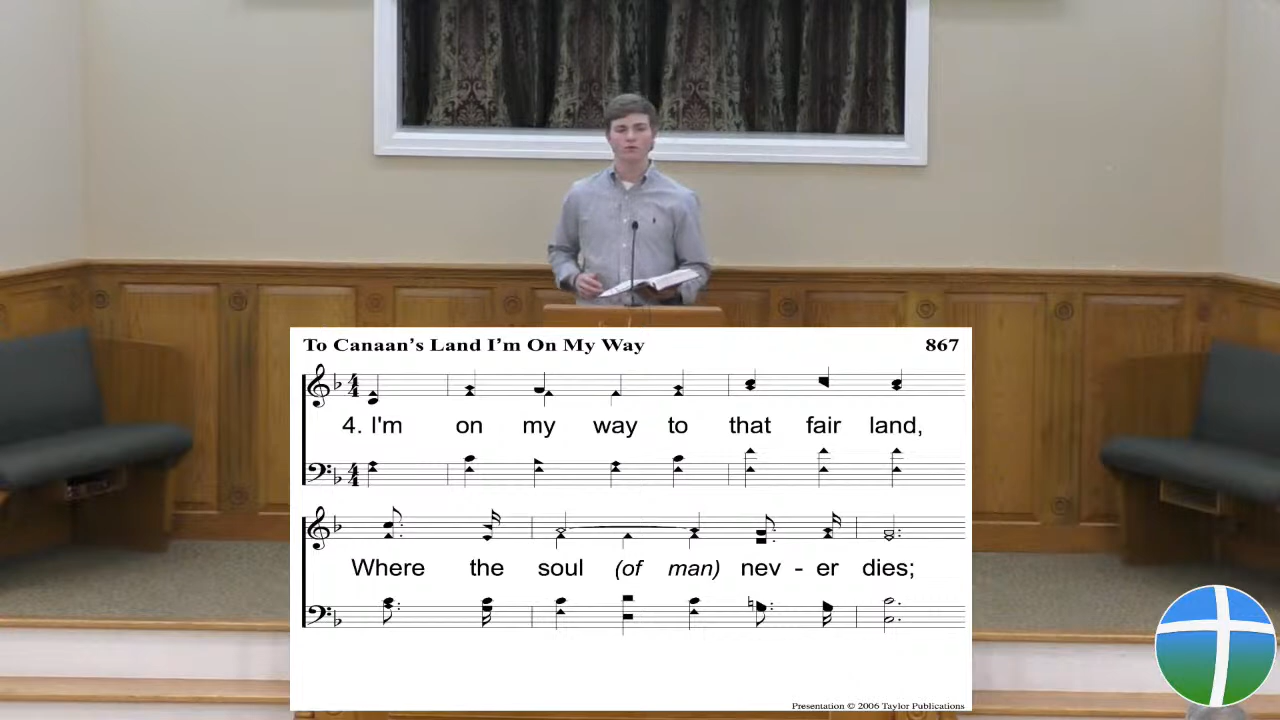 To Canaan's Land I'm On My Way 867
4. I'm on my way to that fair land,
Where the soul (of man) nev - er dies;
Presentation © 2006 Taylor Publications